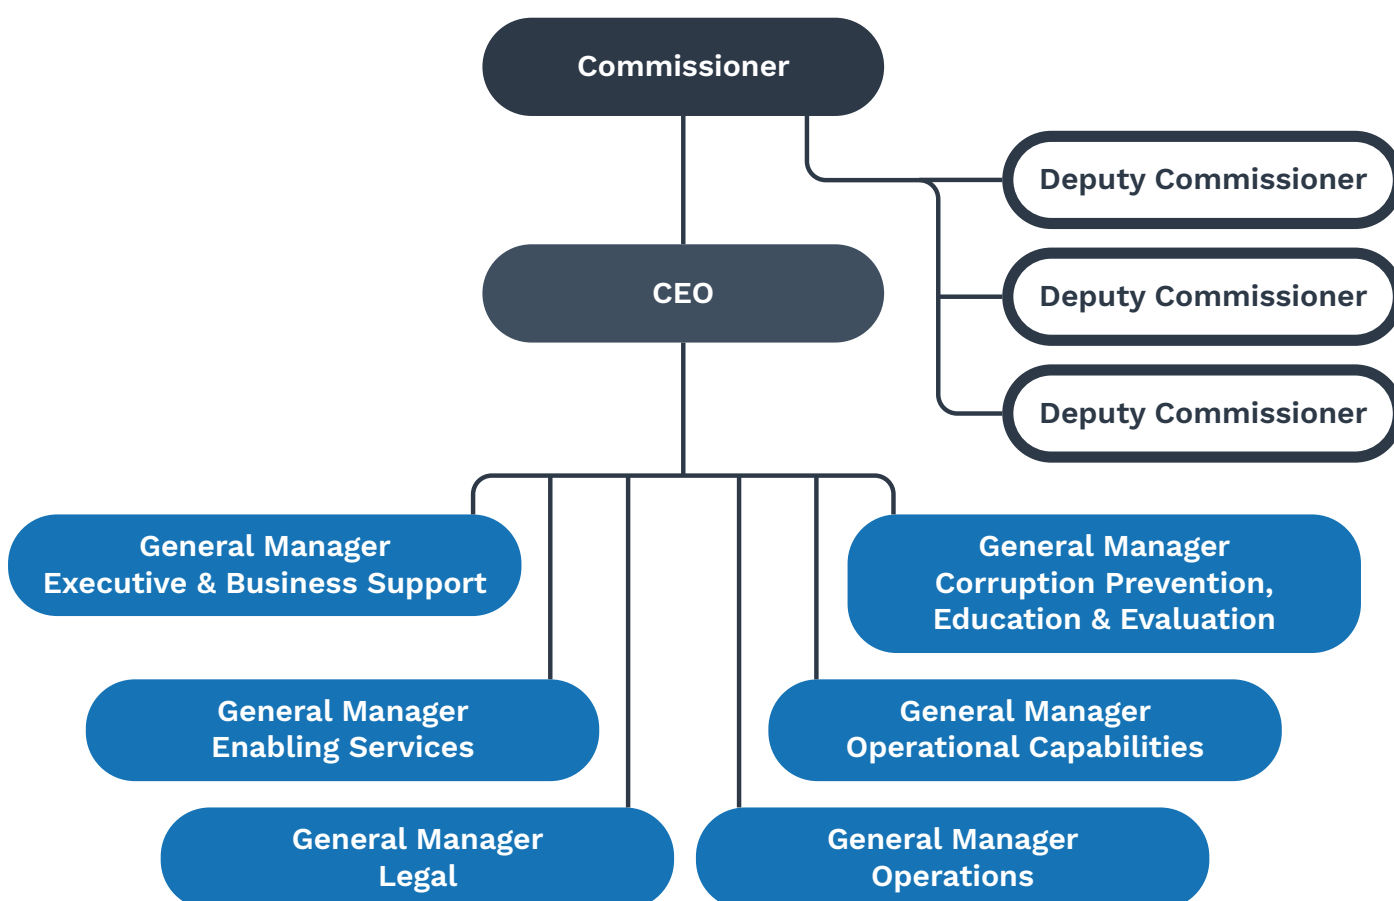 Commissioner
Deputy Commissioner
CEO
Deputy Commissioner
Deputy Commissioner
General Manager
Executive & Business Support
General Manager
Corruption Prevention,
Education & Evaluation
General Manager
Enabling Services
General Manager
Operational Capabilities
General Manager
Legal
General Manager
Operations